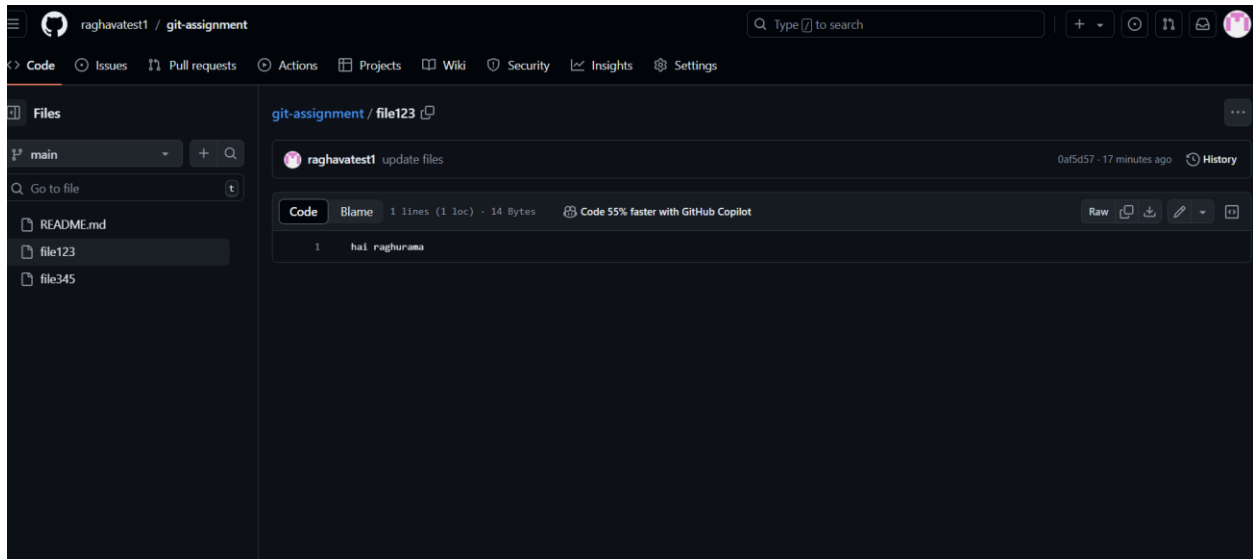 raghavatest1 / git-assignment
Type / to search
Code Issues Pull requests Actions Projects Wiki Security Insights Settings
Files
git-assignment / file123
main
raghavatest1 update files 0af5d57 · 17 minutes ago History
Go to file t
Code Blame 1 lines (1 loc) · 14 Bytes Code 55% faster with GitHub Copilot Raw
README.md
1 hai raghurama
file123
file345